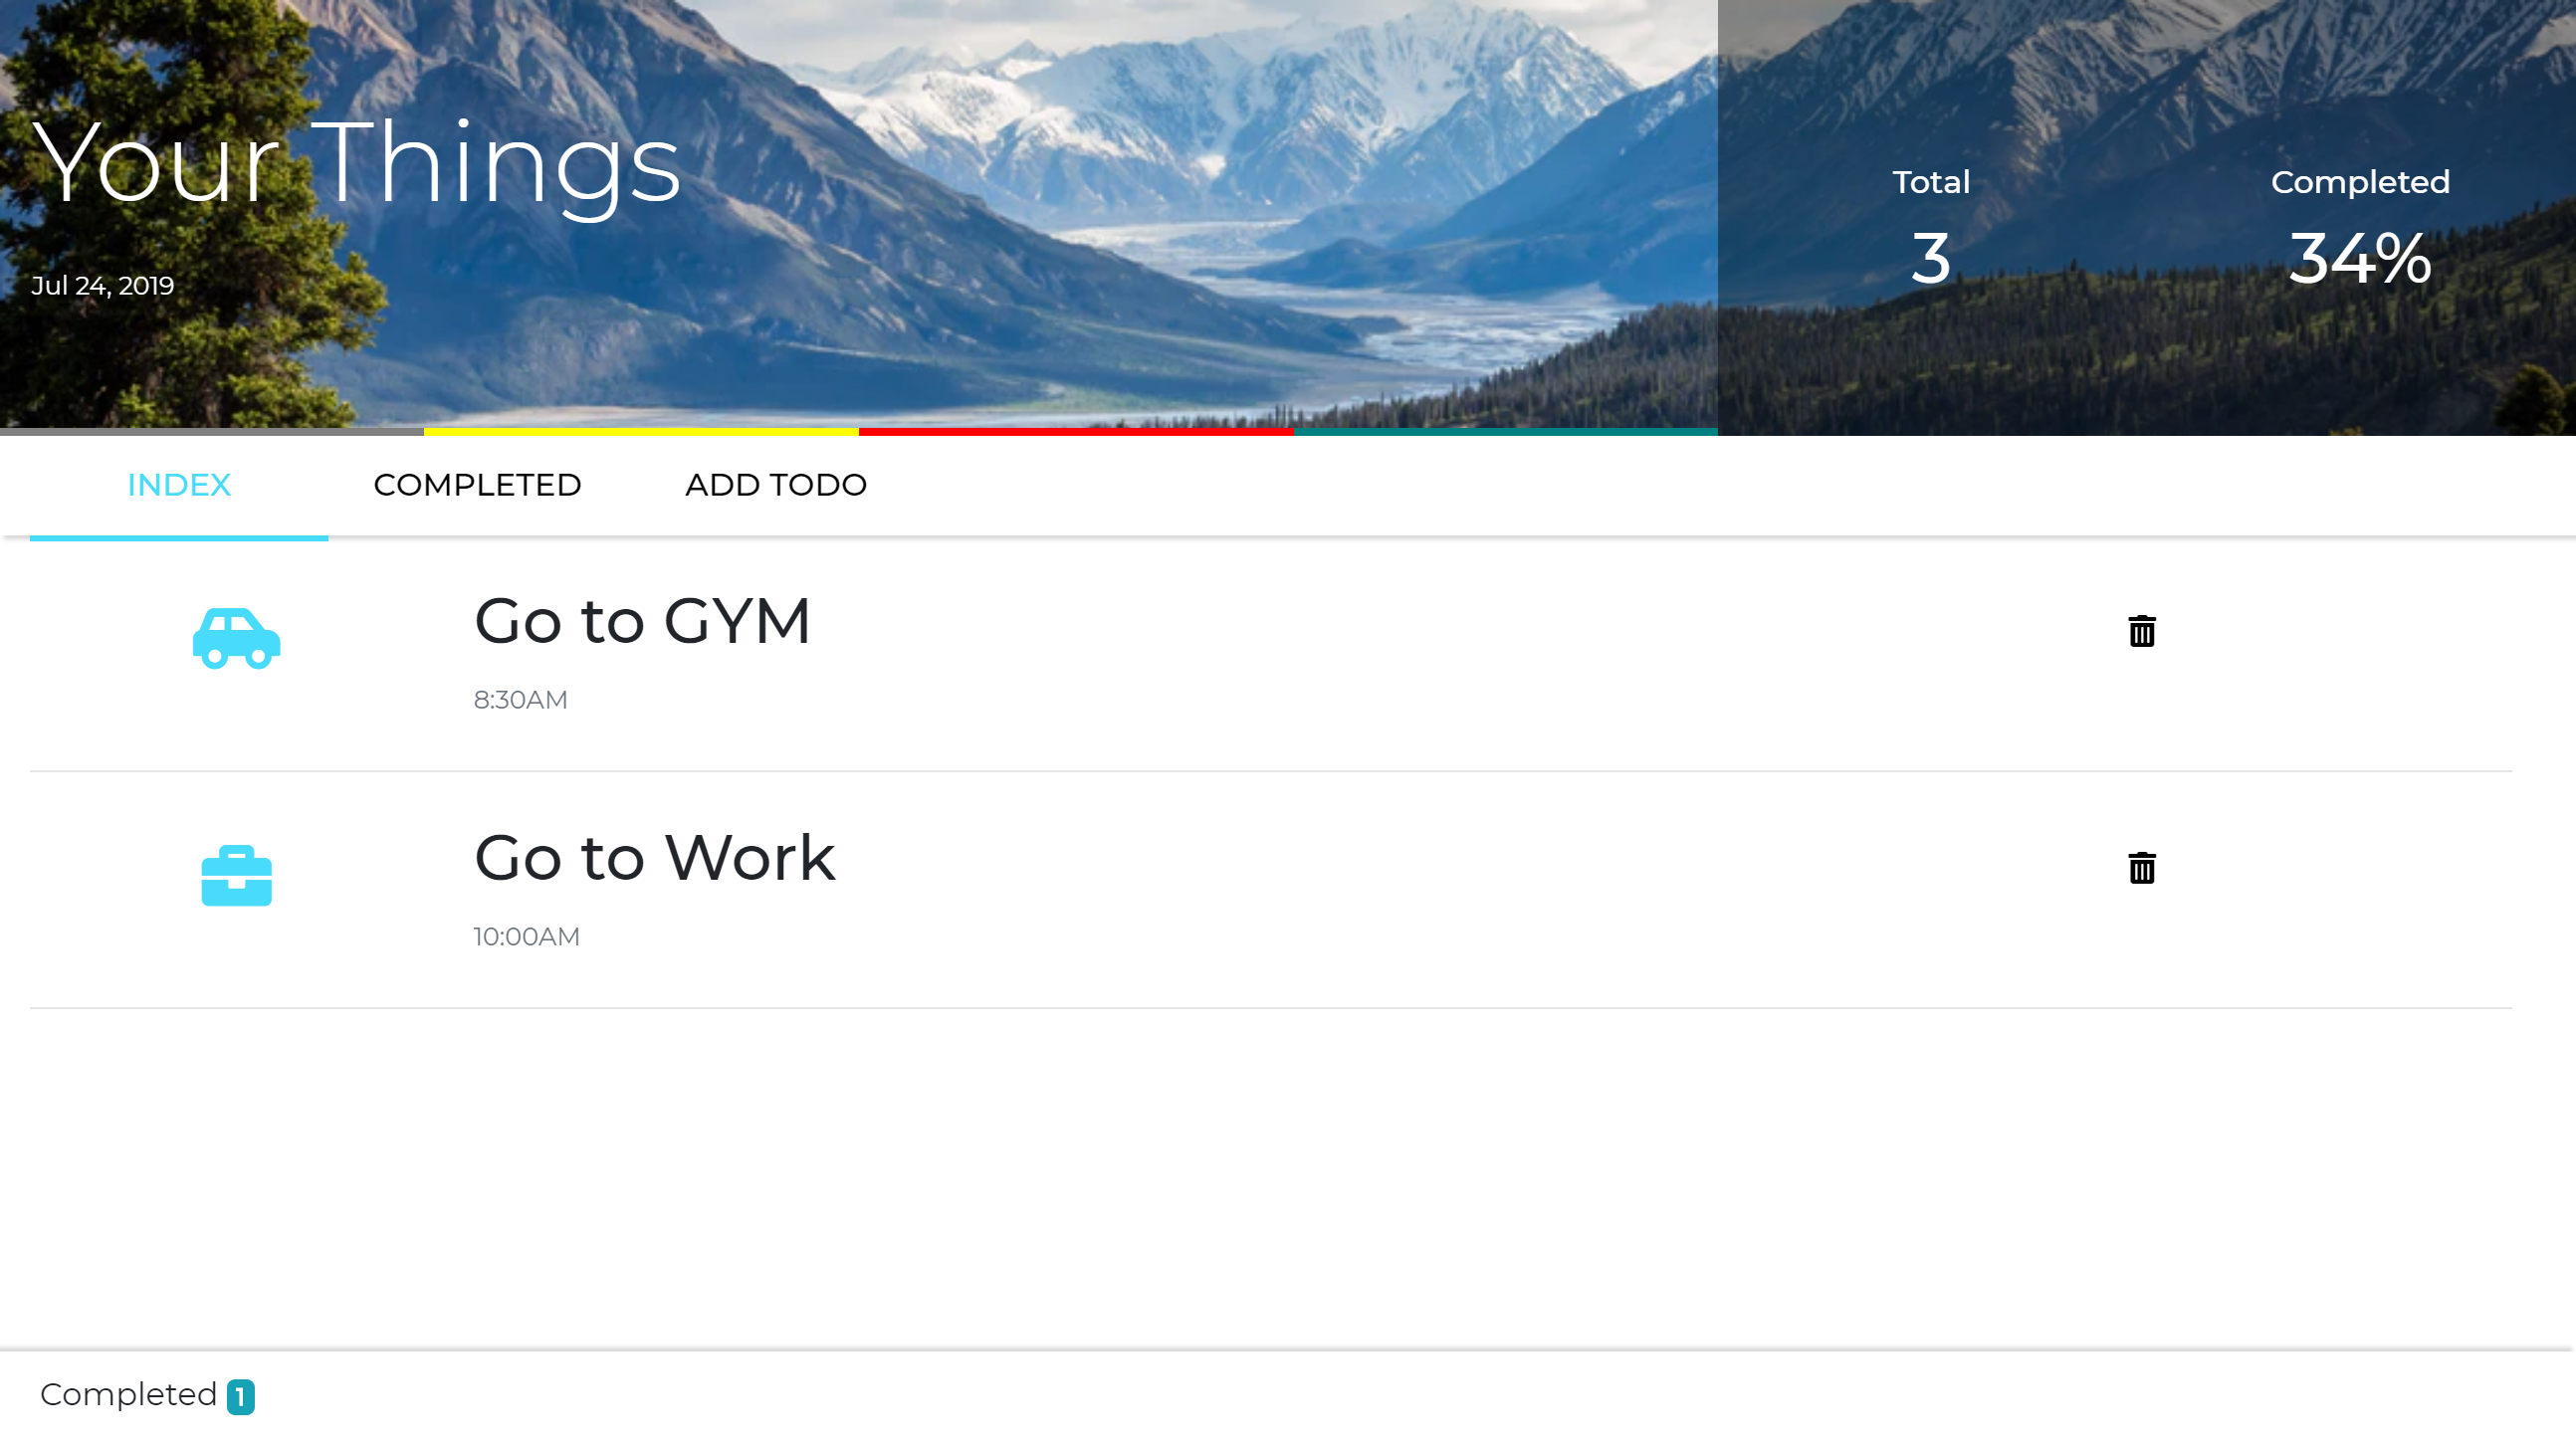 Your Things
Jul 24, 2019
Total
3
Completed
34%
INDEX
COMPLETED
ADD TODO
Go to GYM
8:30AM
Go to Work
10:00AM
Completed 1